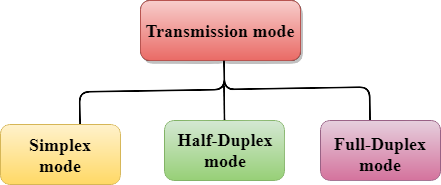 Transmission mode
Simplex
mode
Half-Duplex
mode
Full-Duplex
mode